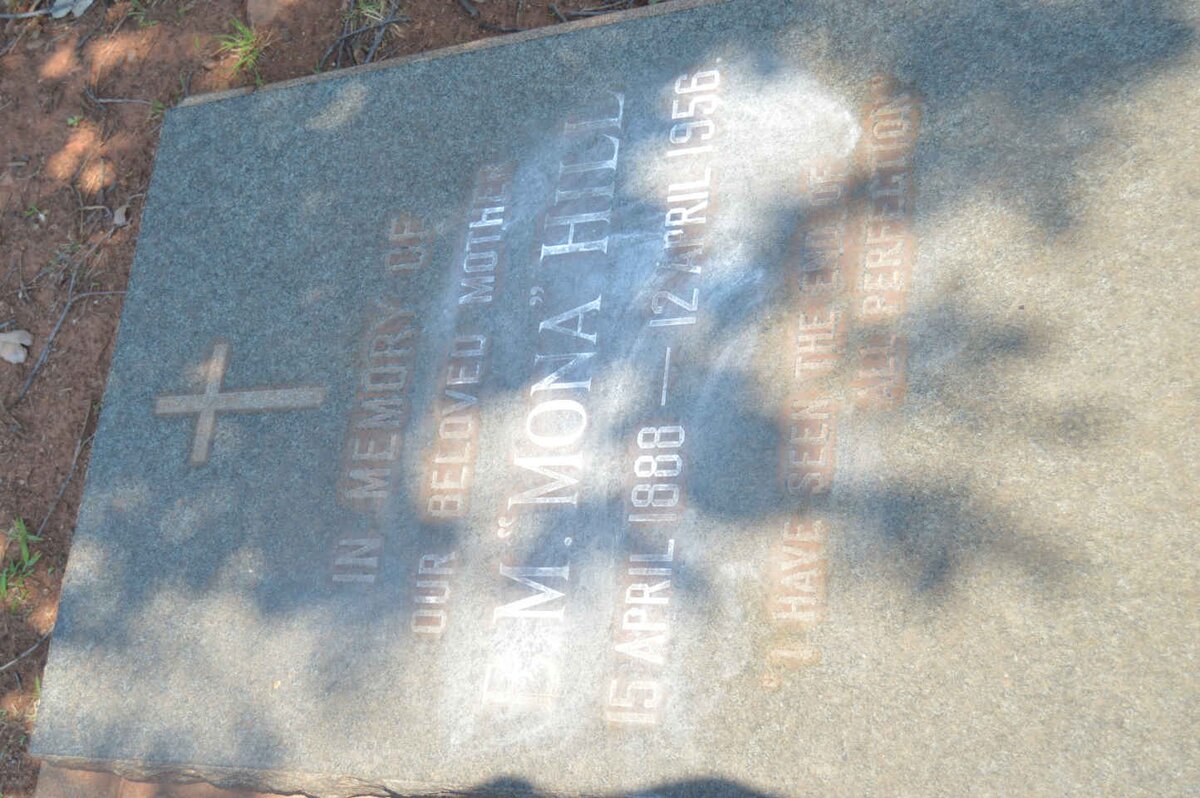 IN MEMORY OF
OUR BELOVED MOTHER
B.M. "MONA" HILL
15 APRIL 1888 — 12 APRIL 1956.
"I HAVE SEEN THE END OF
ALL PERFECTION"